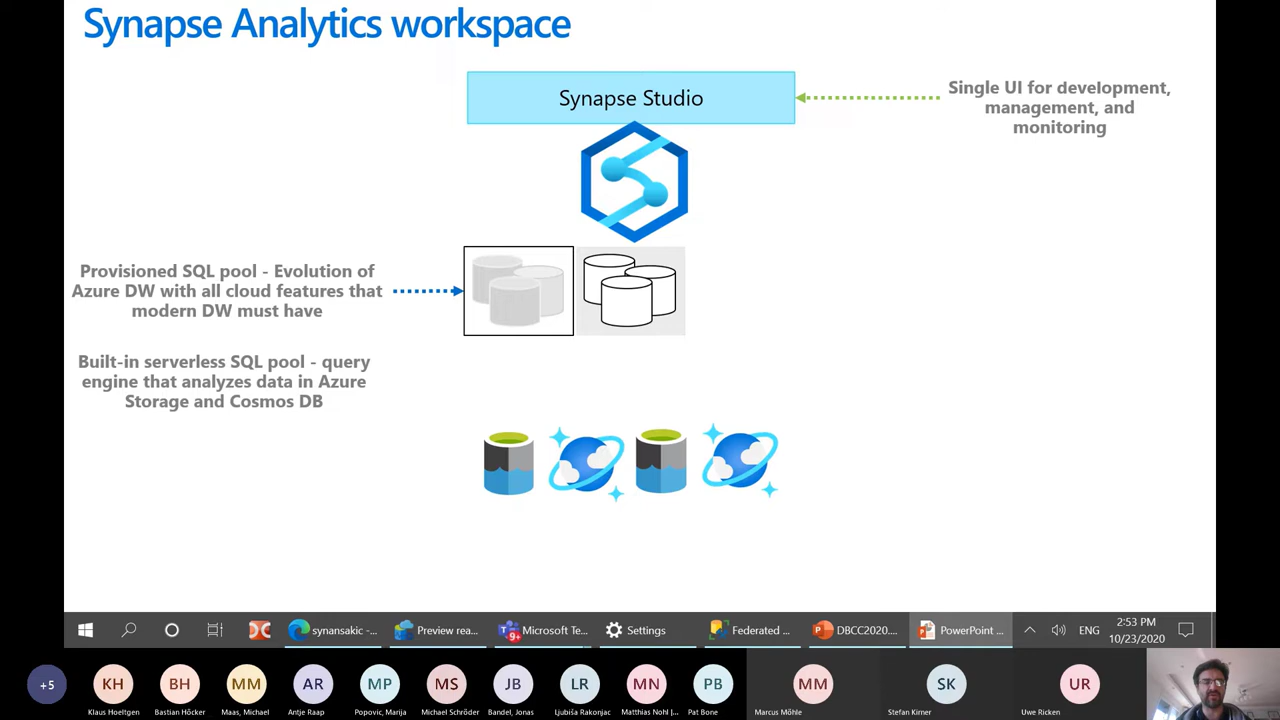 Synapse Analytics workspace
Synapse Studio
Single UI for development,
management, and
monitoring
Provisioned SQL pool - Evolution of
Azure DW with all cloud features that
modern DW must have
Built-in serverless SQL pool - query
engine that analyzes data in Azure
Storage and Cosmos DB
synansakic -...
Preview rea...
9+
Microsoft Te...
Settings
Federated ...
DBCC2020....
PowerPoint ...
ENG
2:53 PM
10/23/2020
+5
KH
BH
MM
AR
MP
MS
JB
LR
MN
PB
MM
SK
UR
Klaus Hoeltgen
Bastian Höcker
Maas, Michael
Antje Raap
Popovic, Marija
Michael Schröder
Bandel, Jonas
Ljubiša Rakonjac
Matthias Nohl J...
Pat Bone
Marcus Möhle
Stefan Kirner
Uwe Ricken